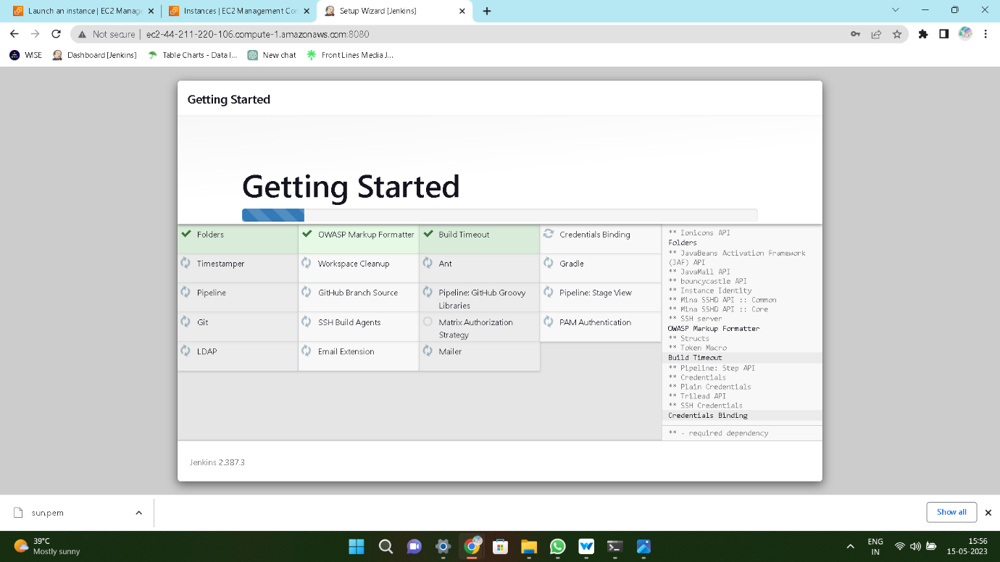 Launch an instance | EC2 Manage
Instances | EC2 Management Con
Setup Wizard [Jenkins]
Not secure | ec2-44-211-220-106.compute-1.amazonaws.com:8080
WISE
Dashboard [Jenkins]
Table Charts - Data I...
New chat
Front Lines Media J...
Getting Started
Getting Started
Folders
OWASP Markup Formatter
Build Timeout
Credentials Binding
Timestamper
Workspace Cleanup
Ant
Gradle
Pipeline
GitHub Branch Source
Pipeline: GitHub Groovy
Libraries
Pipeline: Stage View
Git
SSH Build Agents
Matrix Authorization
Strategy
PAM Authentication
LDAP
Email Extension
Mailer
** Ionicons API
Folders
** JavaBeans Activation Framework
(JAF) API
** JavaMail API
** bouncycastle API
** Instance Identity
** Mina SSHD API :: Common
** Mina SSHD API :: Core
** SSH server
OWASP Markup Formatter
** Structs
** Token Macro
Build Timeout
** Pipeline: Step API
** Credentials
** Plain Credentials
** Trilead API
** SSH Credentials
Credentials Binding
** - required dependency
Jenkins 2.387.3
sun.pem
Show all
39°C
Mostly sunny
ENG
IN
15:56
15-05-2023